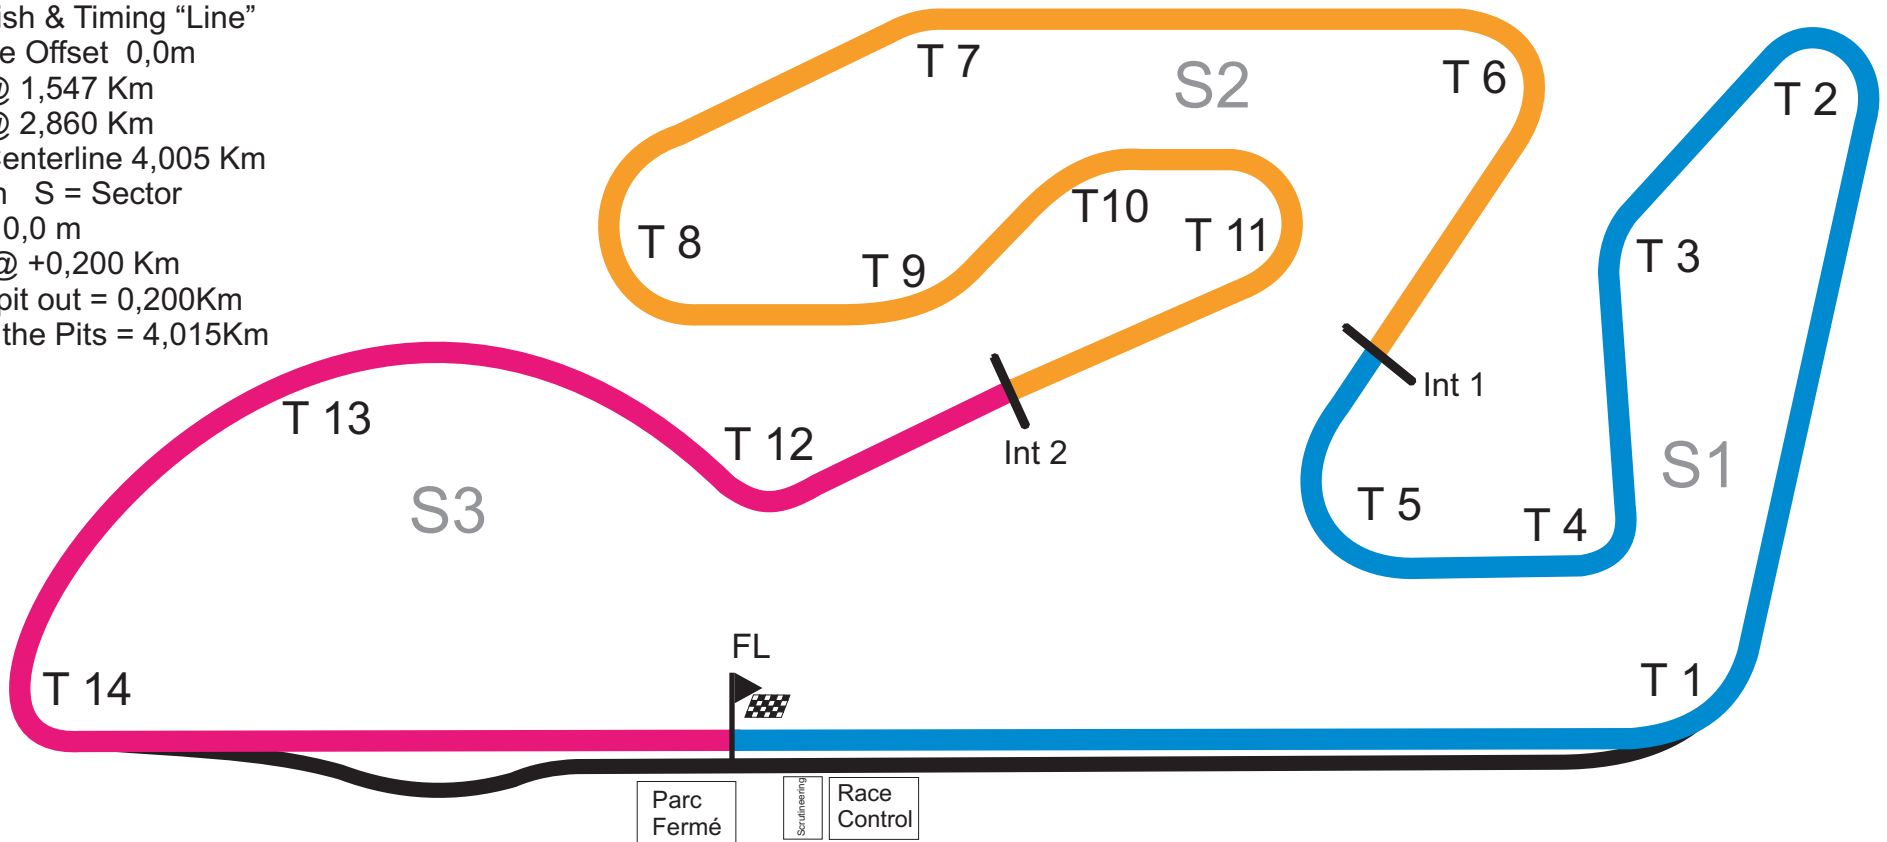 ish & Timing “Line”
e Offset 0,0m
@ 1,547 Km
@ 2,860 Km
Centerline 4,005 Km
n S = Sector
0,0 m
@ +0,200 Km
pit out = 0,200Km
the Pits = 4,015Km
T 7
S2
T 6
T 2
T10
T 11
T 8
T 9
T 3
Int 1
T 13
T 12
Int 2
S3
S1
T 5
T 4
FL
T 14
T 1
Parc
Fermé
Scrutineering
Race
Control